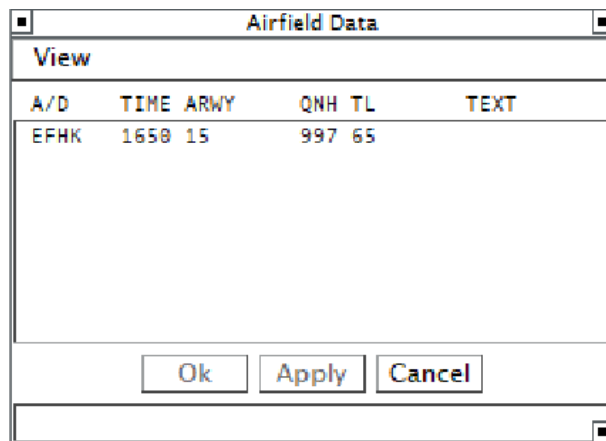 Airfield Data
View
A/D TIME ARWY QNH TL TEXT
EFHK 1650 15 997 65
Ok Apply Cancel